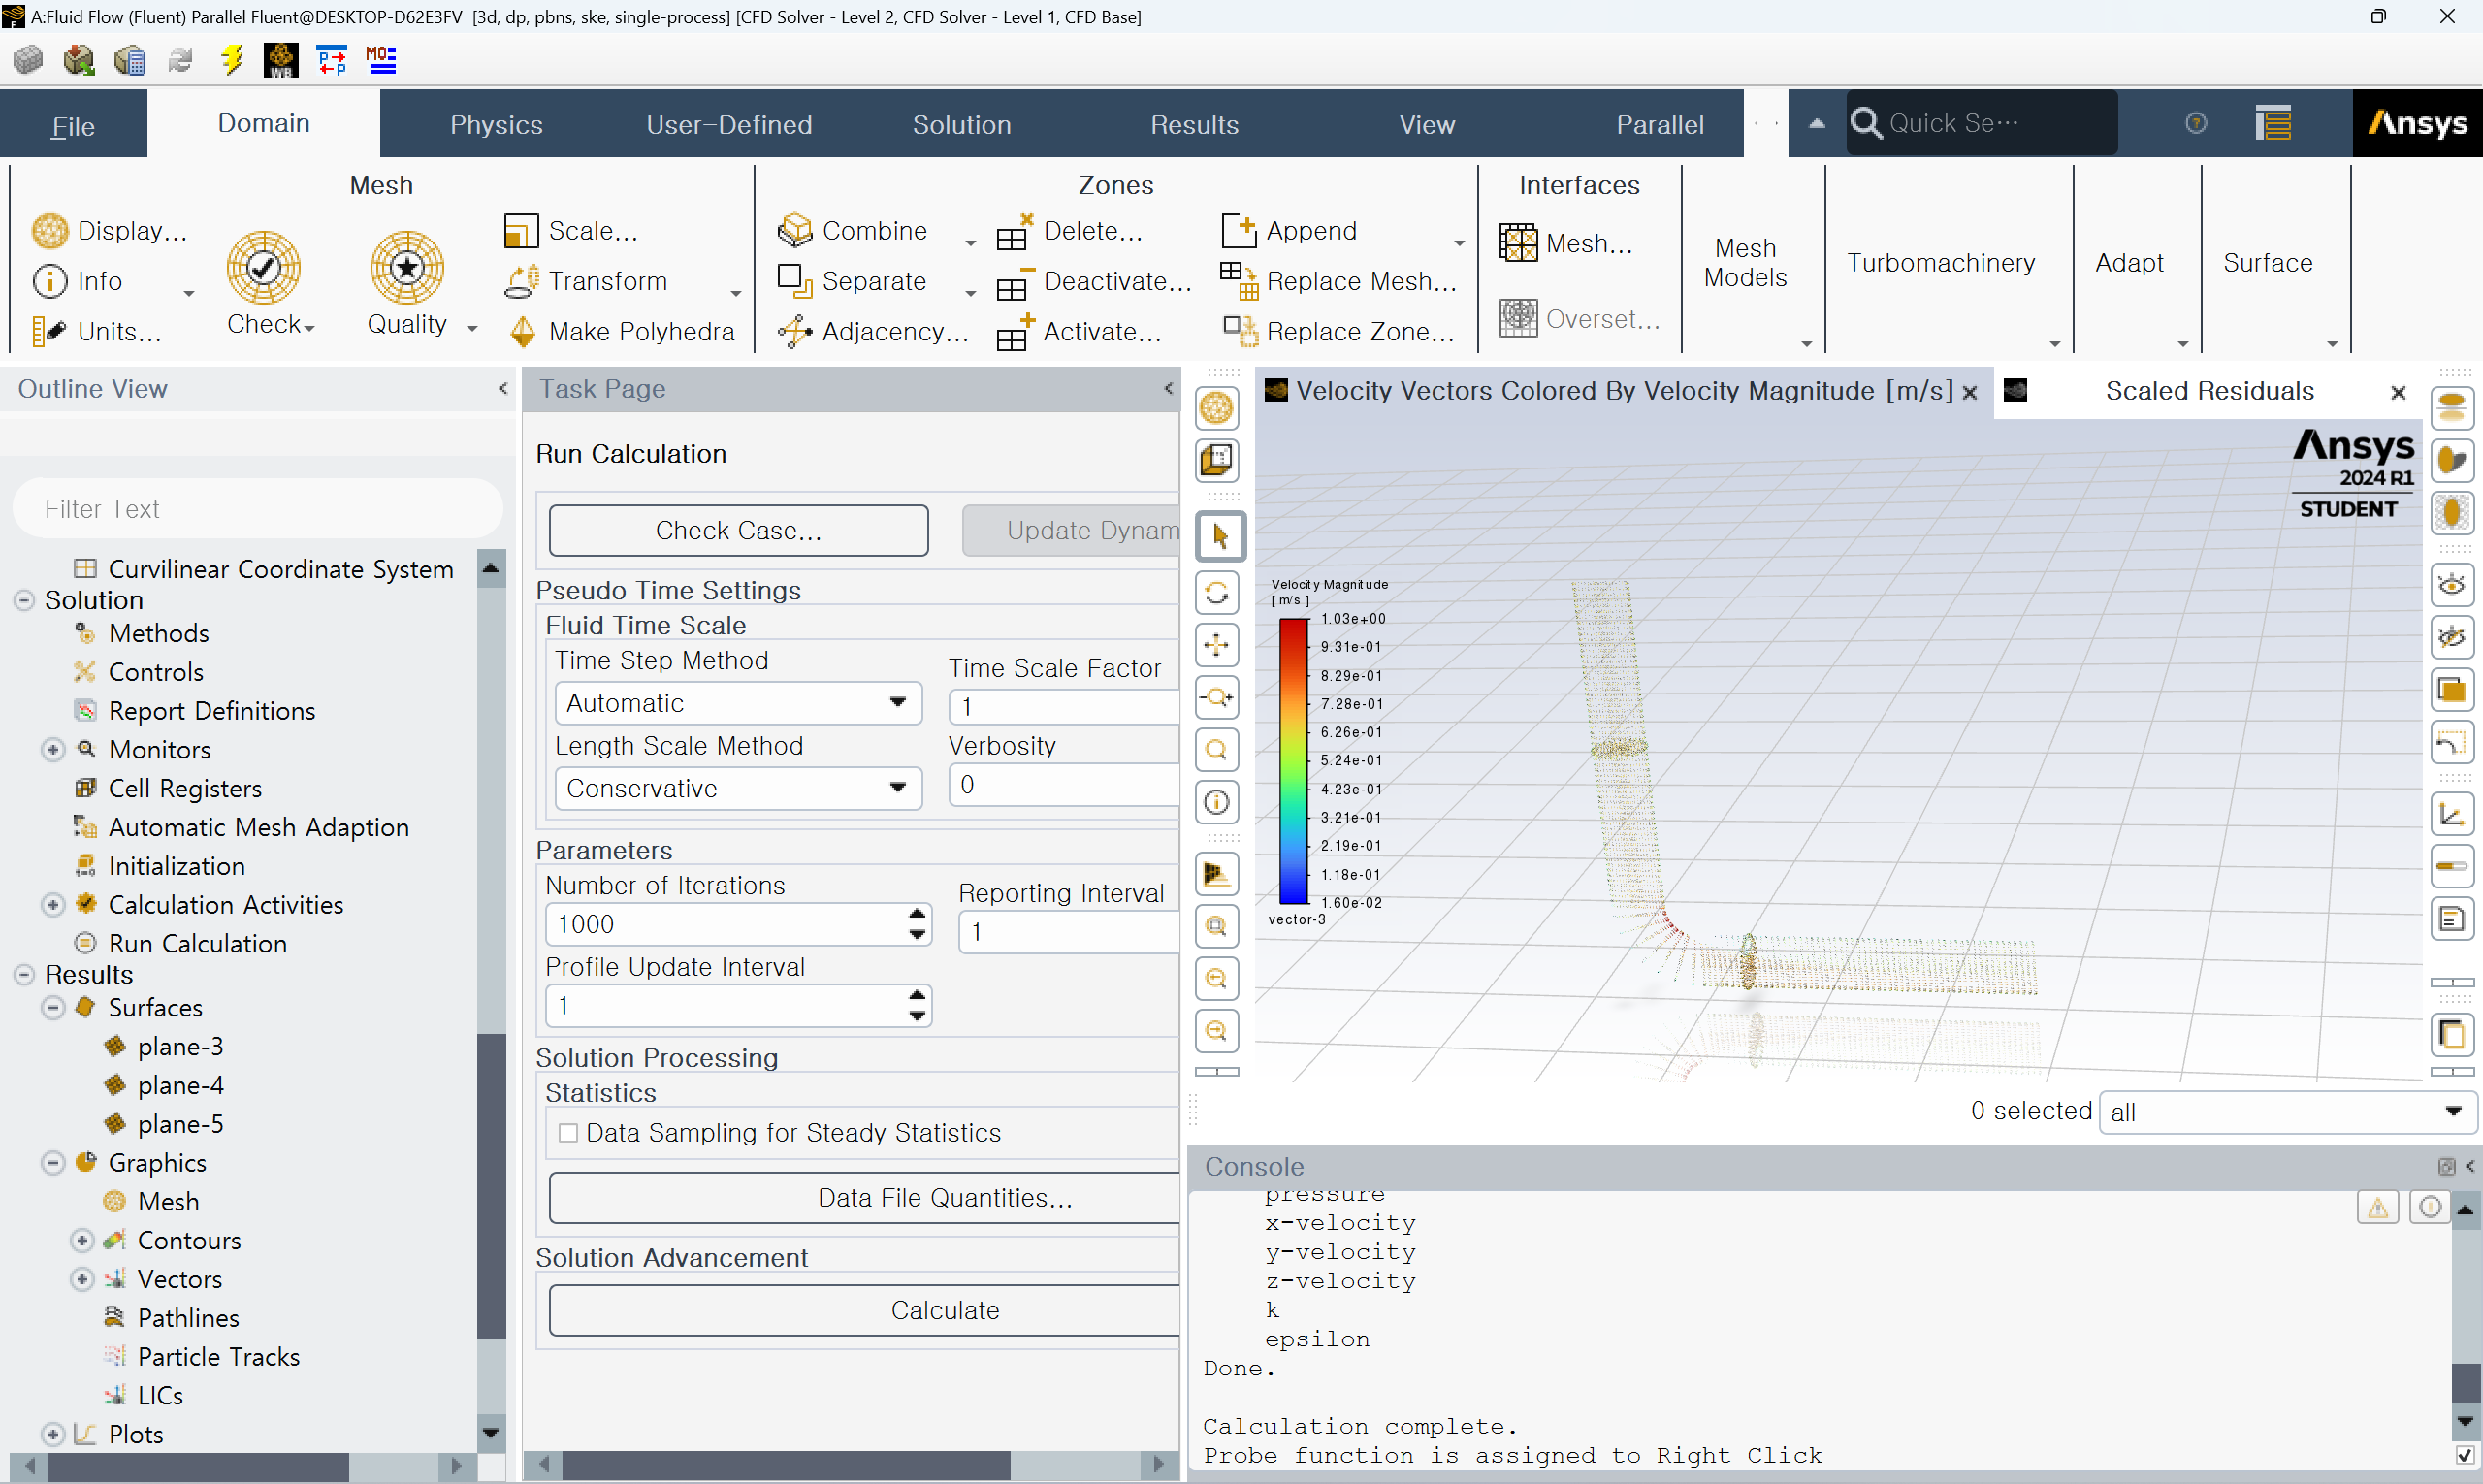 A:Fluid Flow (Fluent) Parallel Fluent@DESKTOP-D62E3FV [3d, dp, pbns, ske, single-process] [CFD Solver - Level 2, CFD Solver - Level 1, CFD Base]
WB
P
P
MO
File
Domain
Physics
User-Defined
Solution
Results
View
Parallel
Quick Se···
Ansys
Mesh
Display...
Info
Units...
Check
Quality
Scale...
Transform
Make Polyhedra
Zones
Combine
Separate
Adjacency...
Delete...
Deactivate...
Activate...
Append
Replace Mesh...
Replace Zone...
Interfaces
Mesh...
Overset...
Mesh
Models
Turbomachinery
Adapt
Surface
Outline View
Filter Text
Curvilinear Coordinate System
Solution
Methods
Controls
Report Definitions
Monitors
Cell Registers
Automatic Mesh Adaption
Initialization
Calculation Activities
Run Calculation
Results
Surfaces
plane-3
plane-4
plane-5
Graphics
Mesh
Contours
Vectors
Pathlines
Particle Tracks
LICs
Plots
Task Page
Run Calculation
Check Case...
Update Dynam
Pseudo Time Settings
Fluid Time Scale
Time Step Method
Automatic
Time Scale Factor
1
Length Scale Method
Conservative
Verbosity
0
Parameters
Number of Iterations
1000
Reporting Interval
1
Profile Update Interval
1
Solution Processing
Statistics
Data Sampling for Steady Statistics
Data File Quantities...
Solution Advancement
Calculate
Velocity Vectors Colored By Velocity Magnitude [m/s]
Scaled Residuals
Ansys
2024 R1
STUDENT
Velocity Magnitude
[ m/s ]
1.03e+00
9.31e-01
8.29e-01
7.28e-01
6.26e-01
5.24e-01
4.23e-01
3.21e-01
2.19e-01
1.18e-01
1.60e-02
vector-3
0 selected
all
Console
pressure
x-velocity
y-velocity
z-velocity
k
epsilon
Done.
Calculation complete.
Probe function is assigned to Right Click